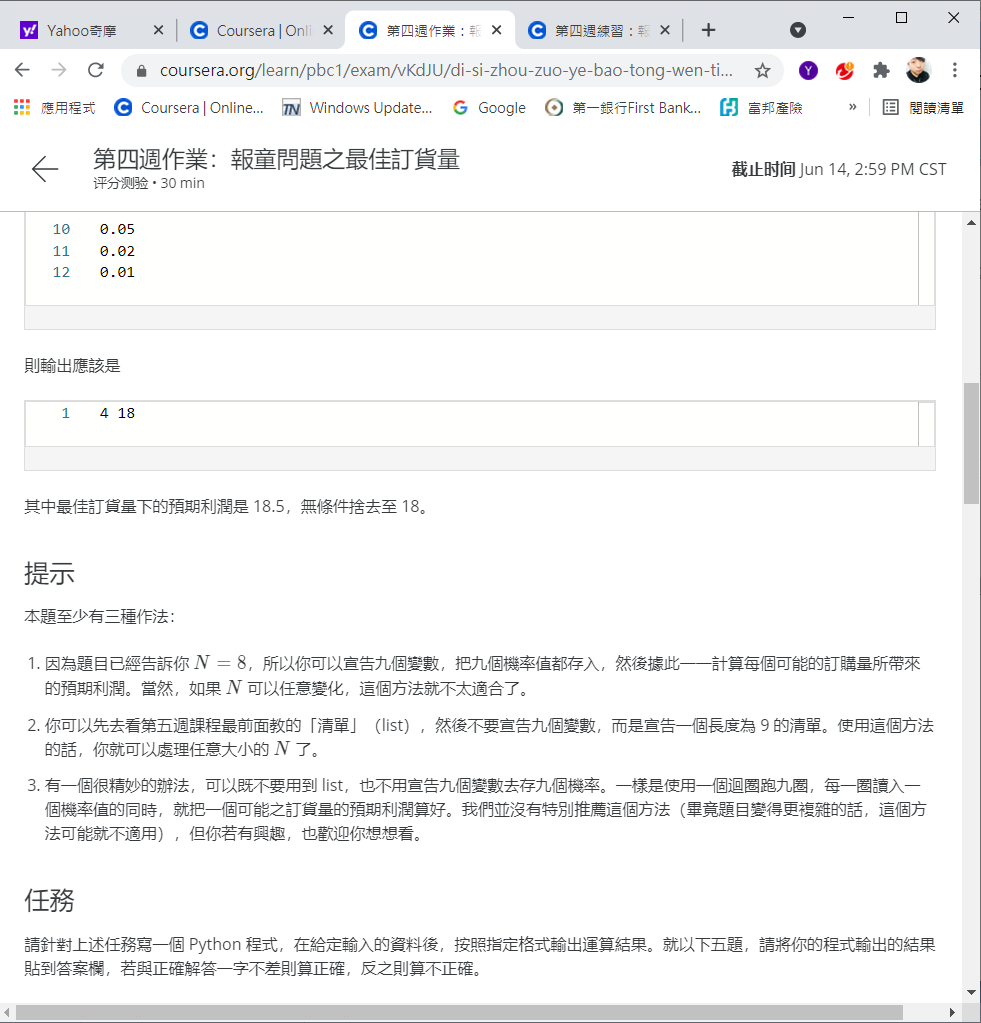 Yahoo奇摩
Coursera | Onli
第四週作業：報
第四週練習：報
coursera.org/learn/pbc1/exam/vKdJU/di-si-zhou-zuo-ye-bao-tong-wen-ti...
Y
應用程式
Coursera | Online...
Windows Update...
Google
第一銀行First Bank...
富邦產險
»
閱讀清單
第四週作業：報童問題之最佳訂貨量
评分测验 • 30 min
截止时间 Jun 14, 2:59 PM CST
10 0.05
11 0.02
12 0.01
則輸出應該是
1 4 18
其中最佳訂貨量下的預期利潤是 18.5，無條件捨去至 18。
提示
本題至少有三種作法：
1. 因為題目已經告訴你 N = 8，所以你可以宣告九個變數，把九個機率值都存入，然後據此一一計算每個可能的訂購量所帶來
的預期利潤。當然，如果 N 可以任意變化，這個方法就不太適合了。
2. 你可以先去看第五週課程最前面教的「清單」（list），然後不要宣告九個變數，而是宣告一個長度為 9 的清單。使用這個方法
的話，你就可以處理任意大小的 N 了。
3. 有一個很精妙的辦法，可以既不要用到 list，也不用宣告九個變數去存九個機率。一樣是使用一個迴圈跑九圈，每一圈讀入一
個機率值的同時，就把一個可能之訂貨量的預期利潤算好。我們並沒有特別推薦這個方法（畢竟題目變得更複雜的話，這個方
法可能就不適用），但你若有興趣，也歡迎你想想看。
任務
請針對上述任務寫一個 Python 程式，在給定輸入的資料後，按照指定格式輸出運算結果。就以下五題，請將你的程式輸出的結果
貼到答案欄，若與正確解答一字不差則算正確，反之則算不正確。